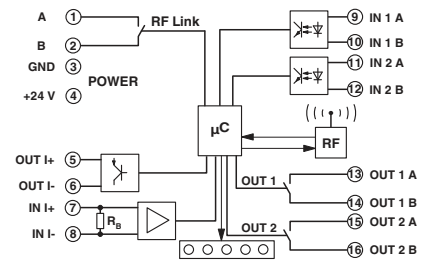 A 1 RF Link
B 2
GND 3 POWER
+24 V 4
OUT I+ 5
OUT I- 6
IN I+ 7
RB
IN I- 8
µC
RF
9 IN 1 A
10 IN 1 B
11 IN 2 A
12 IN 2 B
OUT 1 13 OUT 1 A
14 OUT 1 B
OUT 2 15 OUT 2 A
16 OUT 2 B